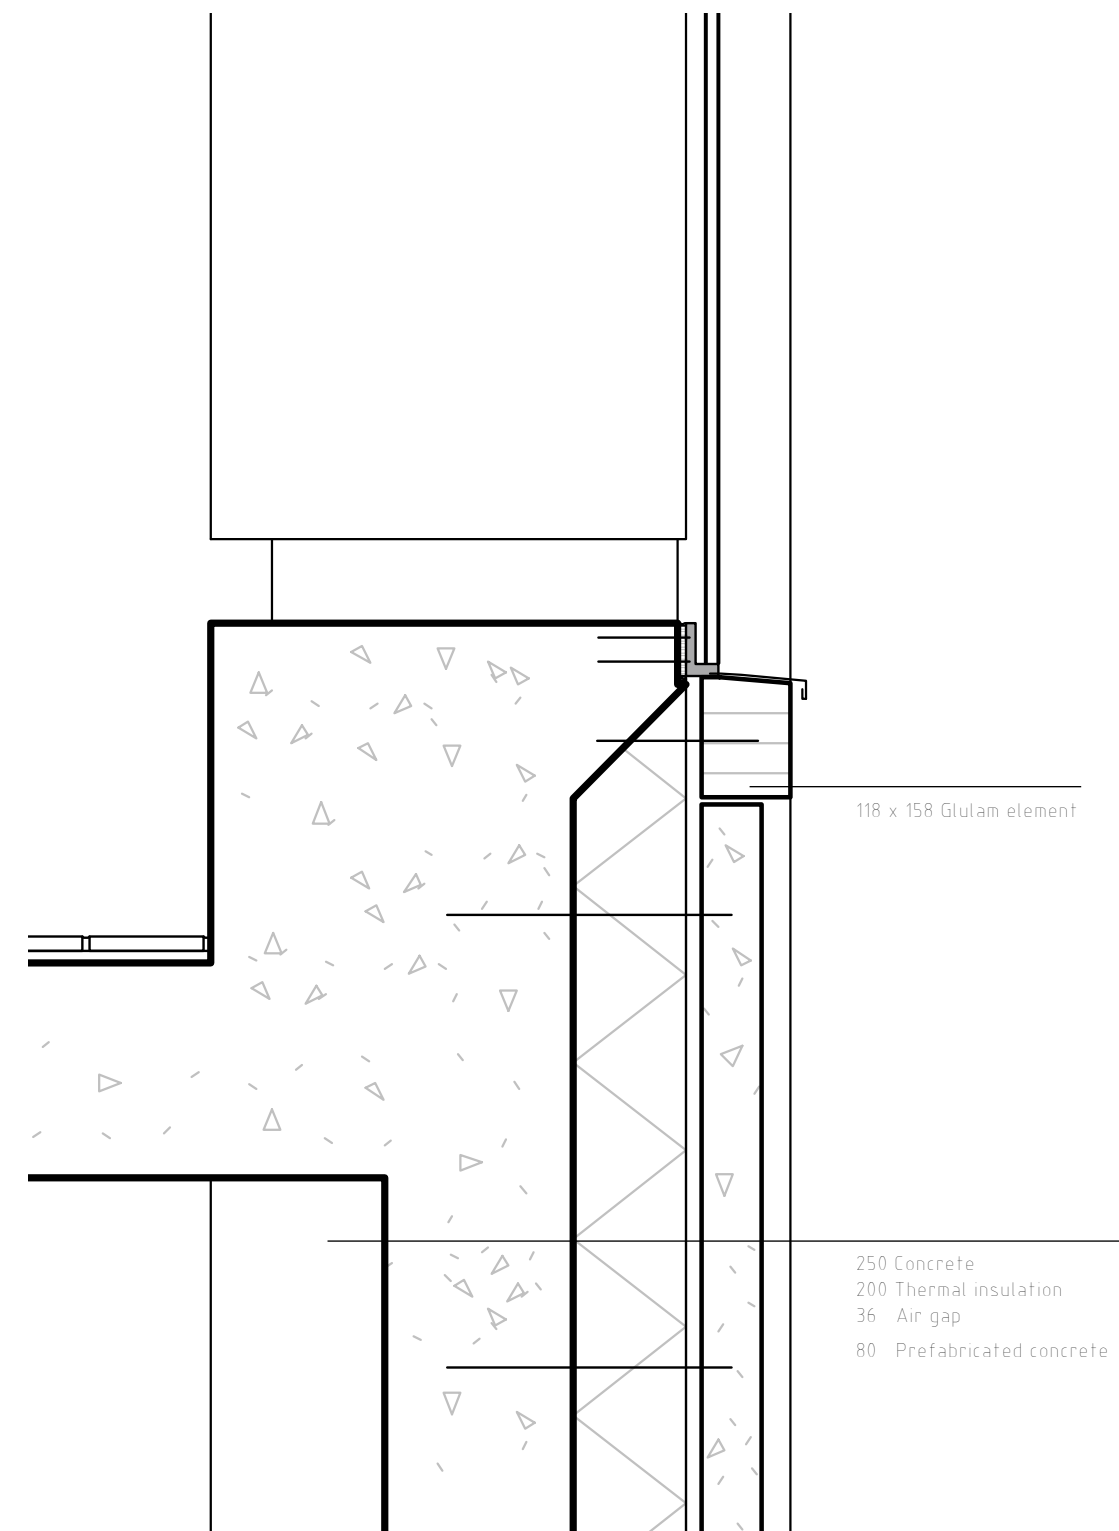 118 x 158 Glulam element
250 Concrete
200 Thermal insulation
36 Air gap
80 Prefabricated concrete